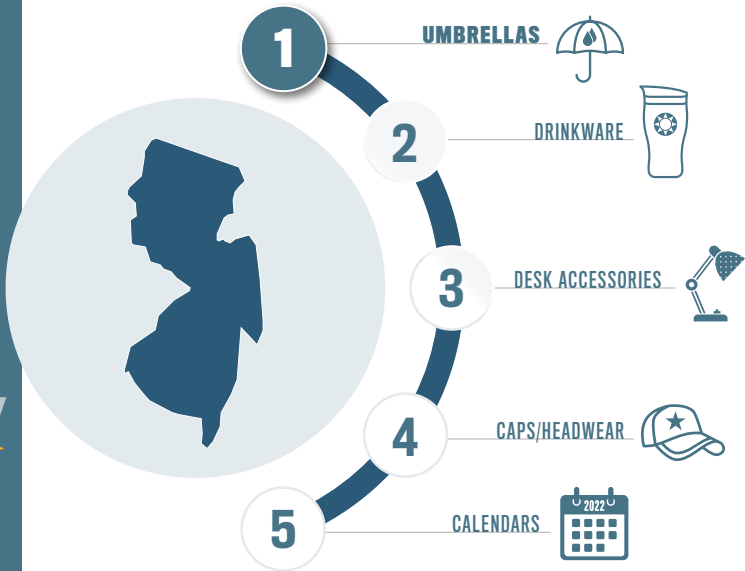 1
UMBRELLAS
2
DRINKWARE
3
DESK ACCESSORIES
4
CAPS/HEADWEAR
5
CALENDARS
2022